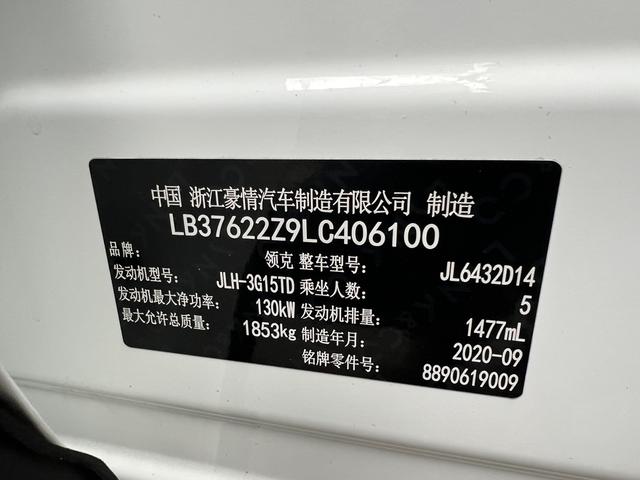 中国 浙江豪情汽车制造有限公司 制造
LB37622Z9LC406100
品牌: 领克 整车型号: JL6432D14
发动机型号: JLH-3G15TD 乘坐人数: 5
发动机最大净功率: 130kW 发动机排量: 1477mL
最大允许总质量: 1853kg 制造年月: 2020-09
铭牌零件号: 8890619009